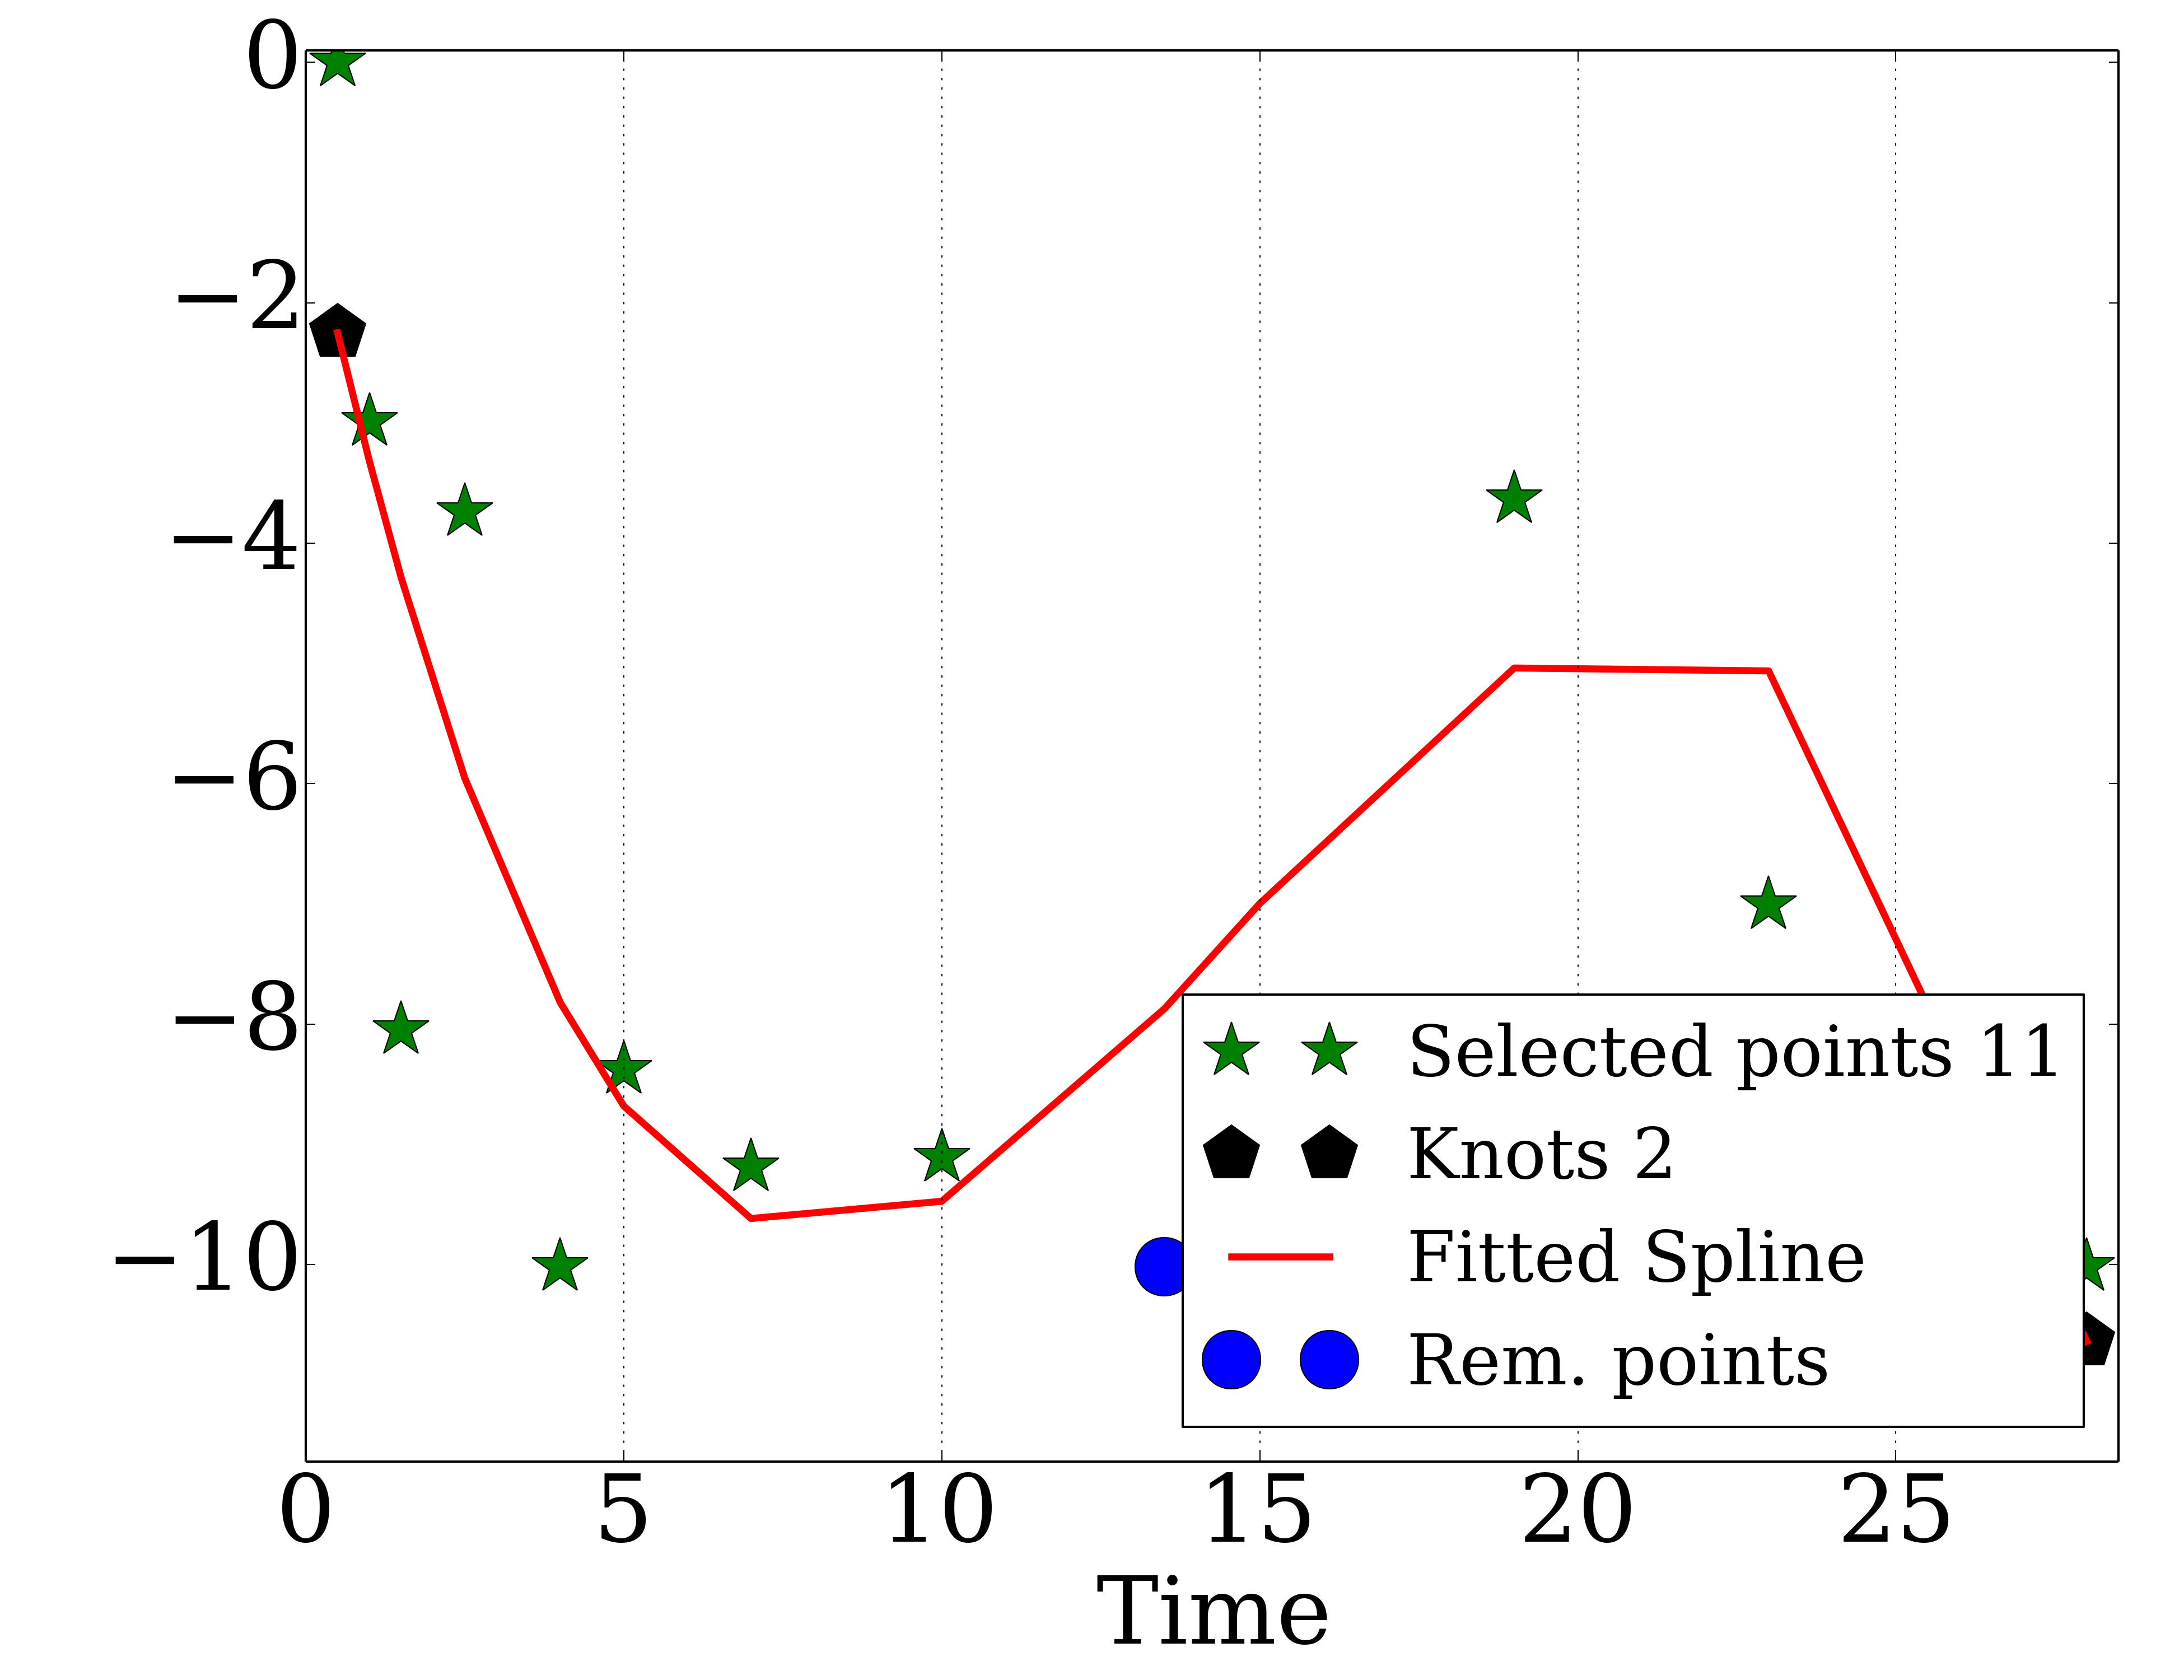 0
−2
−4
−6
−8
−10
Selected points 11
Knots 2
Fitted Spline
Rem. points
0 5 10 15 20 25
Time